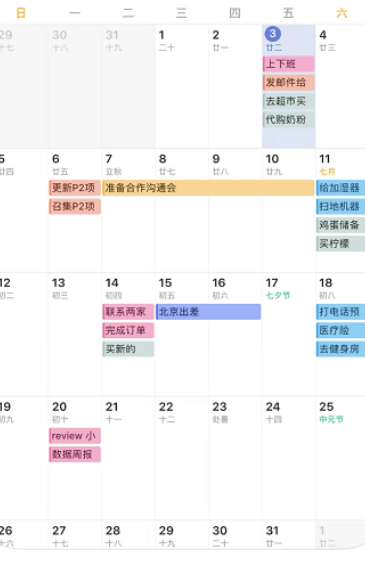 日 一 二 三 四 五 六
29 30 31 1 2 3 4
十七 十八 十九 二十 廿一 廿二 廿三
上下班
发邮件给
去超市买
代购奶粉
5 6 7 8 9 10 11
廿四 廿五 立秋 廿七 廿八 廿九 七月
更新P2项 准备合作沟通会 给加湿器
召集P2项 扫地机器
鸡蛋储备
买柠檬
12 13 14 15 16 17 18
初二 初三 初四 初五 初六 七夕节 初八
联系两家 北京出差 打电话预
完成订单 医疗险
买新的 去健身房
19 20 21 22 23 24 25
初九 初十 十一 十二 处暑 十四 中元节
review 小
数据周报
26 27 28 29 30 31 1
十六 十七 十八 十九 二十 廿一 廿二